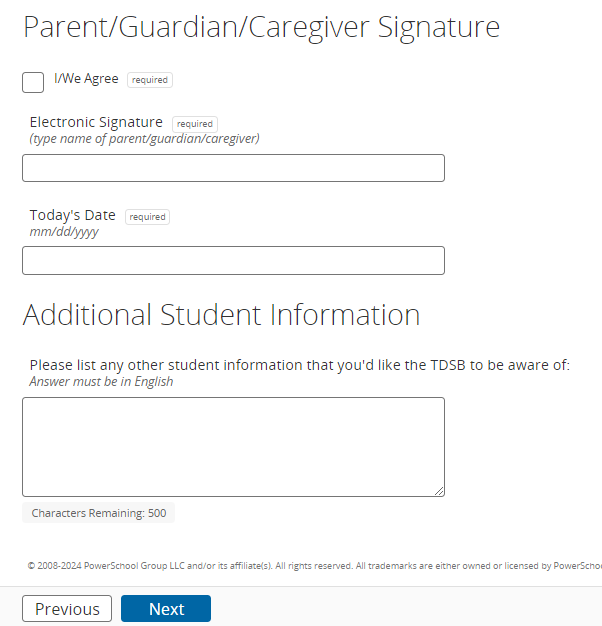 Parent/Guardian/Caregiver Signature
I/We Agree required
Electronic Signature required
(type name of parent/guardian/caregiver)
Today's Date required
mm/dd/yyyy
Additional Student Information
Please list any other student information that you'd like the TDSB to be aware of:
Answer must be in English
Characters Remaining: 500
© 2008-2024 PowerSchool Group LLC and/or its affiliate(s). All rights reserved. All trademarks are either owned or licensed by PowerSchoo
Previous Next